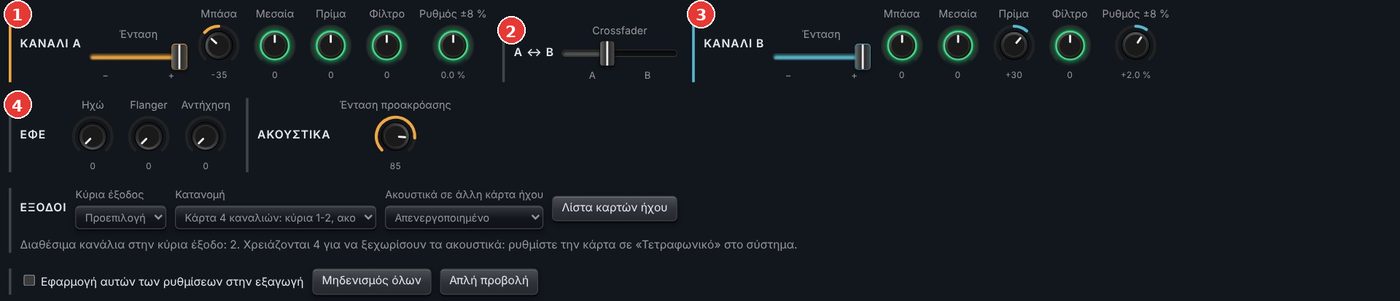 1 ΚΑΝΑΛΙ Α Ένταση − + Μπάσα -35 Μεσαία 0 Πρίμα 0 Φίλτρο 0 Ρυθμός ±8 % 0.0 %
2 A ↔ B Crossfader A B
3 ΚΑΝΑΛΙ Β Ένταση − + Μπάσα 0 Μεσαία 0 Πρίμα +30 Φίλτρο 0 Ρυθμός ±8 % +2.0 %
4 ΕΦΕ Ηχώ 0 Flanger 0 Αντήχηση 0
ΑΚΟΥΣΤΙΚΑ Ένταση προακρόασης 85
ΕΞΟΔΟΙ
Κύρια έξοδος Κατανομή Ακουστικά σε άλλη κάρτα ήχου
Προεπιλογή Κάρτα 4 καναλιών: κύρια 1-2, ακο Απενεργοποιημένο Λίστα καρτών ήχου
Διαθέσιμα κανάλια στην κύρια έξοδο: 2. Χρειάζονται 4 για να ξεχωρίσουν τα ακουστικά: ρυθμίστε την κάρτα σε «Τετραφωνικό» στο σύστημα.
Εφαρμογή αυτών των ρυθμίσεων στην εξαγωγή Μηδενισμός όλων Απλή προβολή